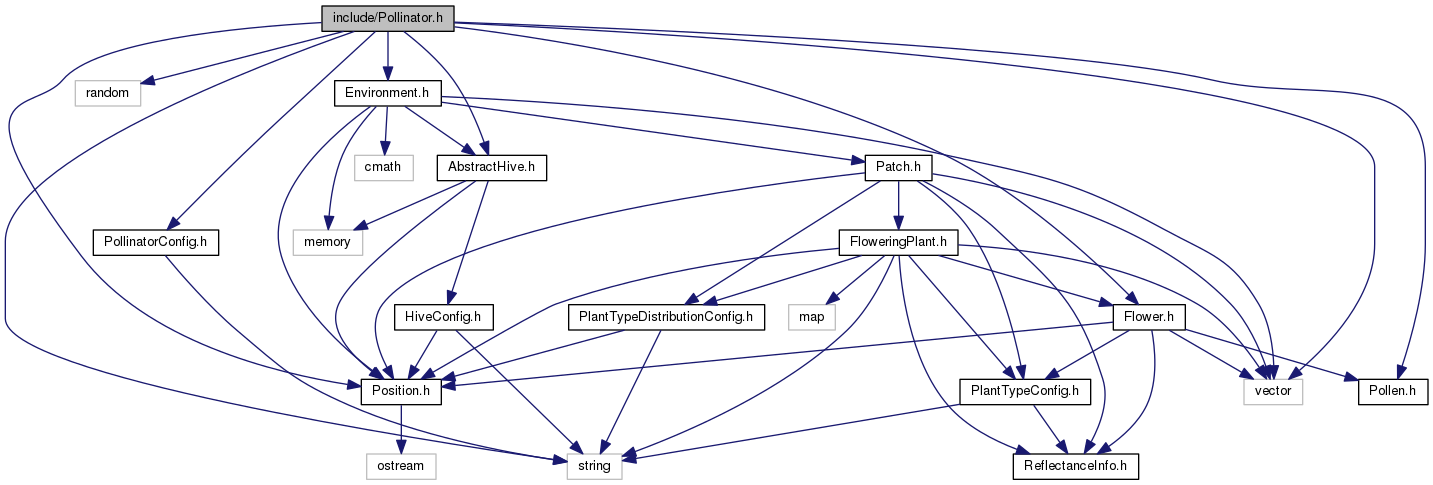 include/Pollinator.h
random
Environment.h
cmath
AbstractHive.h
Patch.h
PollinatorConfig.h
memory
FloweringPlant.h
HiveConfig.h
PlantTypeDistributionConfig.h
map
Flower.h
Position.h
PlantTypeConfig.h
vector
Pollen.h
ostream
string
ReflectanceInfo.h